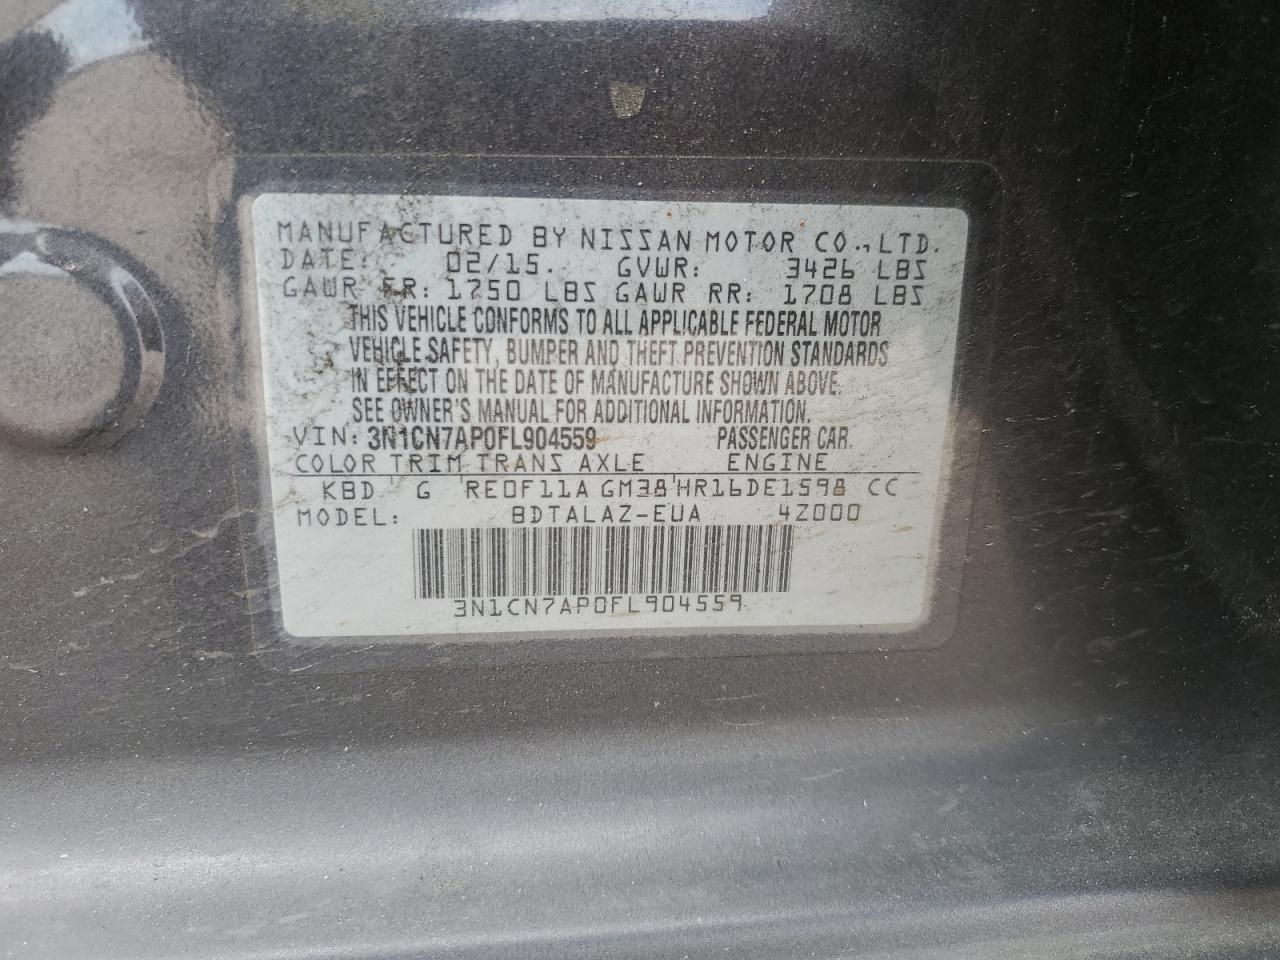 MANUFACTURED BY NISSAN MOTOR CO., LTD.
DATE: 02/15. GVWR: 3426 LBS
GAWR FR: 1750 LBS GAWR RR: 1708 LBS
THIS VEHICLE CONFORMS TO ALL APPLICABLE FEDERAL MOTOR
VEHICLE SAFETY, BUMPER AND THEFT PREVENTION STANDARDS
IN EFFECT ON THE DATE OF MANUFACTURE SHOWN ABOVE.
SEE OWNER'S MANUAL FOR ADDITIONAL INFORMATION.
VIN: 3N1CN7AP0FL904559 PASSENGER CAR.
COLOR TRIM TRANS AXLE ENGINE
KBD G RE0F11A GM38 HR16DE1598 CC
MODEL: BDTALAZ-EUA 4Z000
3N1CN7AP0FL904559